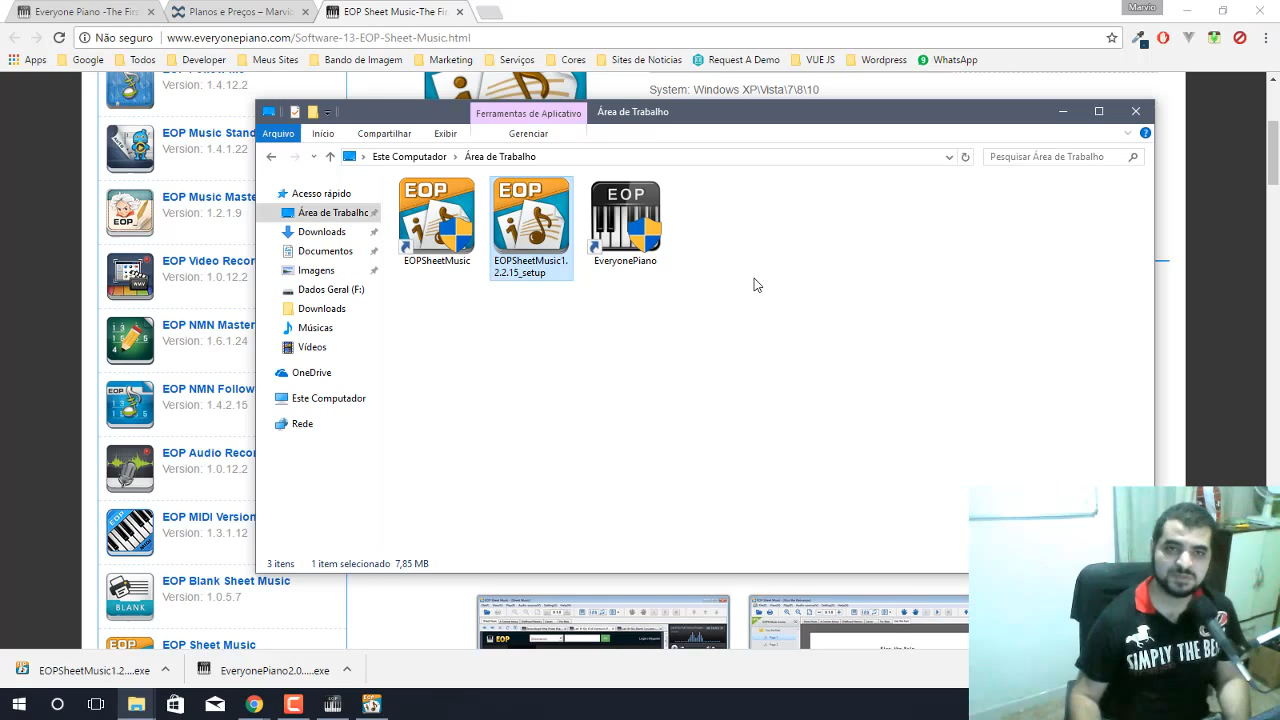 Everyone Piano -The Firs
Planos e Preços – Marvio
EOP Sheet Music-The Fir
Marvio
Não seguro
www.everyonepiano.com/Software-13-EOP-Sheet-Music.html
Apps
Google
Todos
Developer
Meus Sites
Bando de Imagem
Marketing
Serviços
Cores
Sites de Noticias
Request A Demo
VUE JS
Wordpress
WhatsApp
Version: 1.4.12.2
System: Windows XP\Vista\7\8\10
EOP Music Stand
Version: 1.4.1.22
EOP Music Maste
Version: 1.2.1.9
EOP Video Recor
Version: 1.0.12.2
EOP NMN Master
Version: 1.6.1.24
EOP NMN Follow
Version: 1.4.2.15
EOP Audio Recor
Version: 1.0.12.2
EOP MIDI Version
Version: 1.3.1.12
EOP Blank Sheet Music
Version: 1.0.5.7
BLANK
EOP Sheet Music
Ferramentas de Aplicativo
Área de Trabalho
Arquivo
Início
Compartilhar
Exibir
Gerenciar
Este Computador
Área de Trabalho
Pesquisar Área de Trabalho
Acesso rápido
Área de Trabalhc
Downloads
Documentos
Imagens
Dados Geral (F:)
Downloads
Músicas
Vídeos
OneDrive
Este Computador
Rede
EOP
EOP
EOP
EOPSheetMusic
EOPSheetMusic1.
2.2.15_setup
EveryonePiano
3 itens
1 item selecionado
7,85 MB
EOP
SIMPLY THE BE
EOPSheetMusic1.2....exe
EveryonePiano2.0.....exe